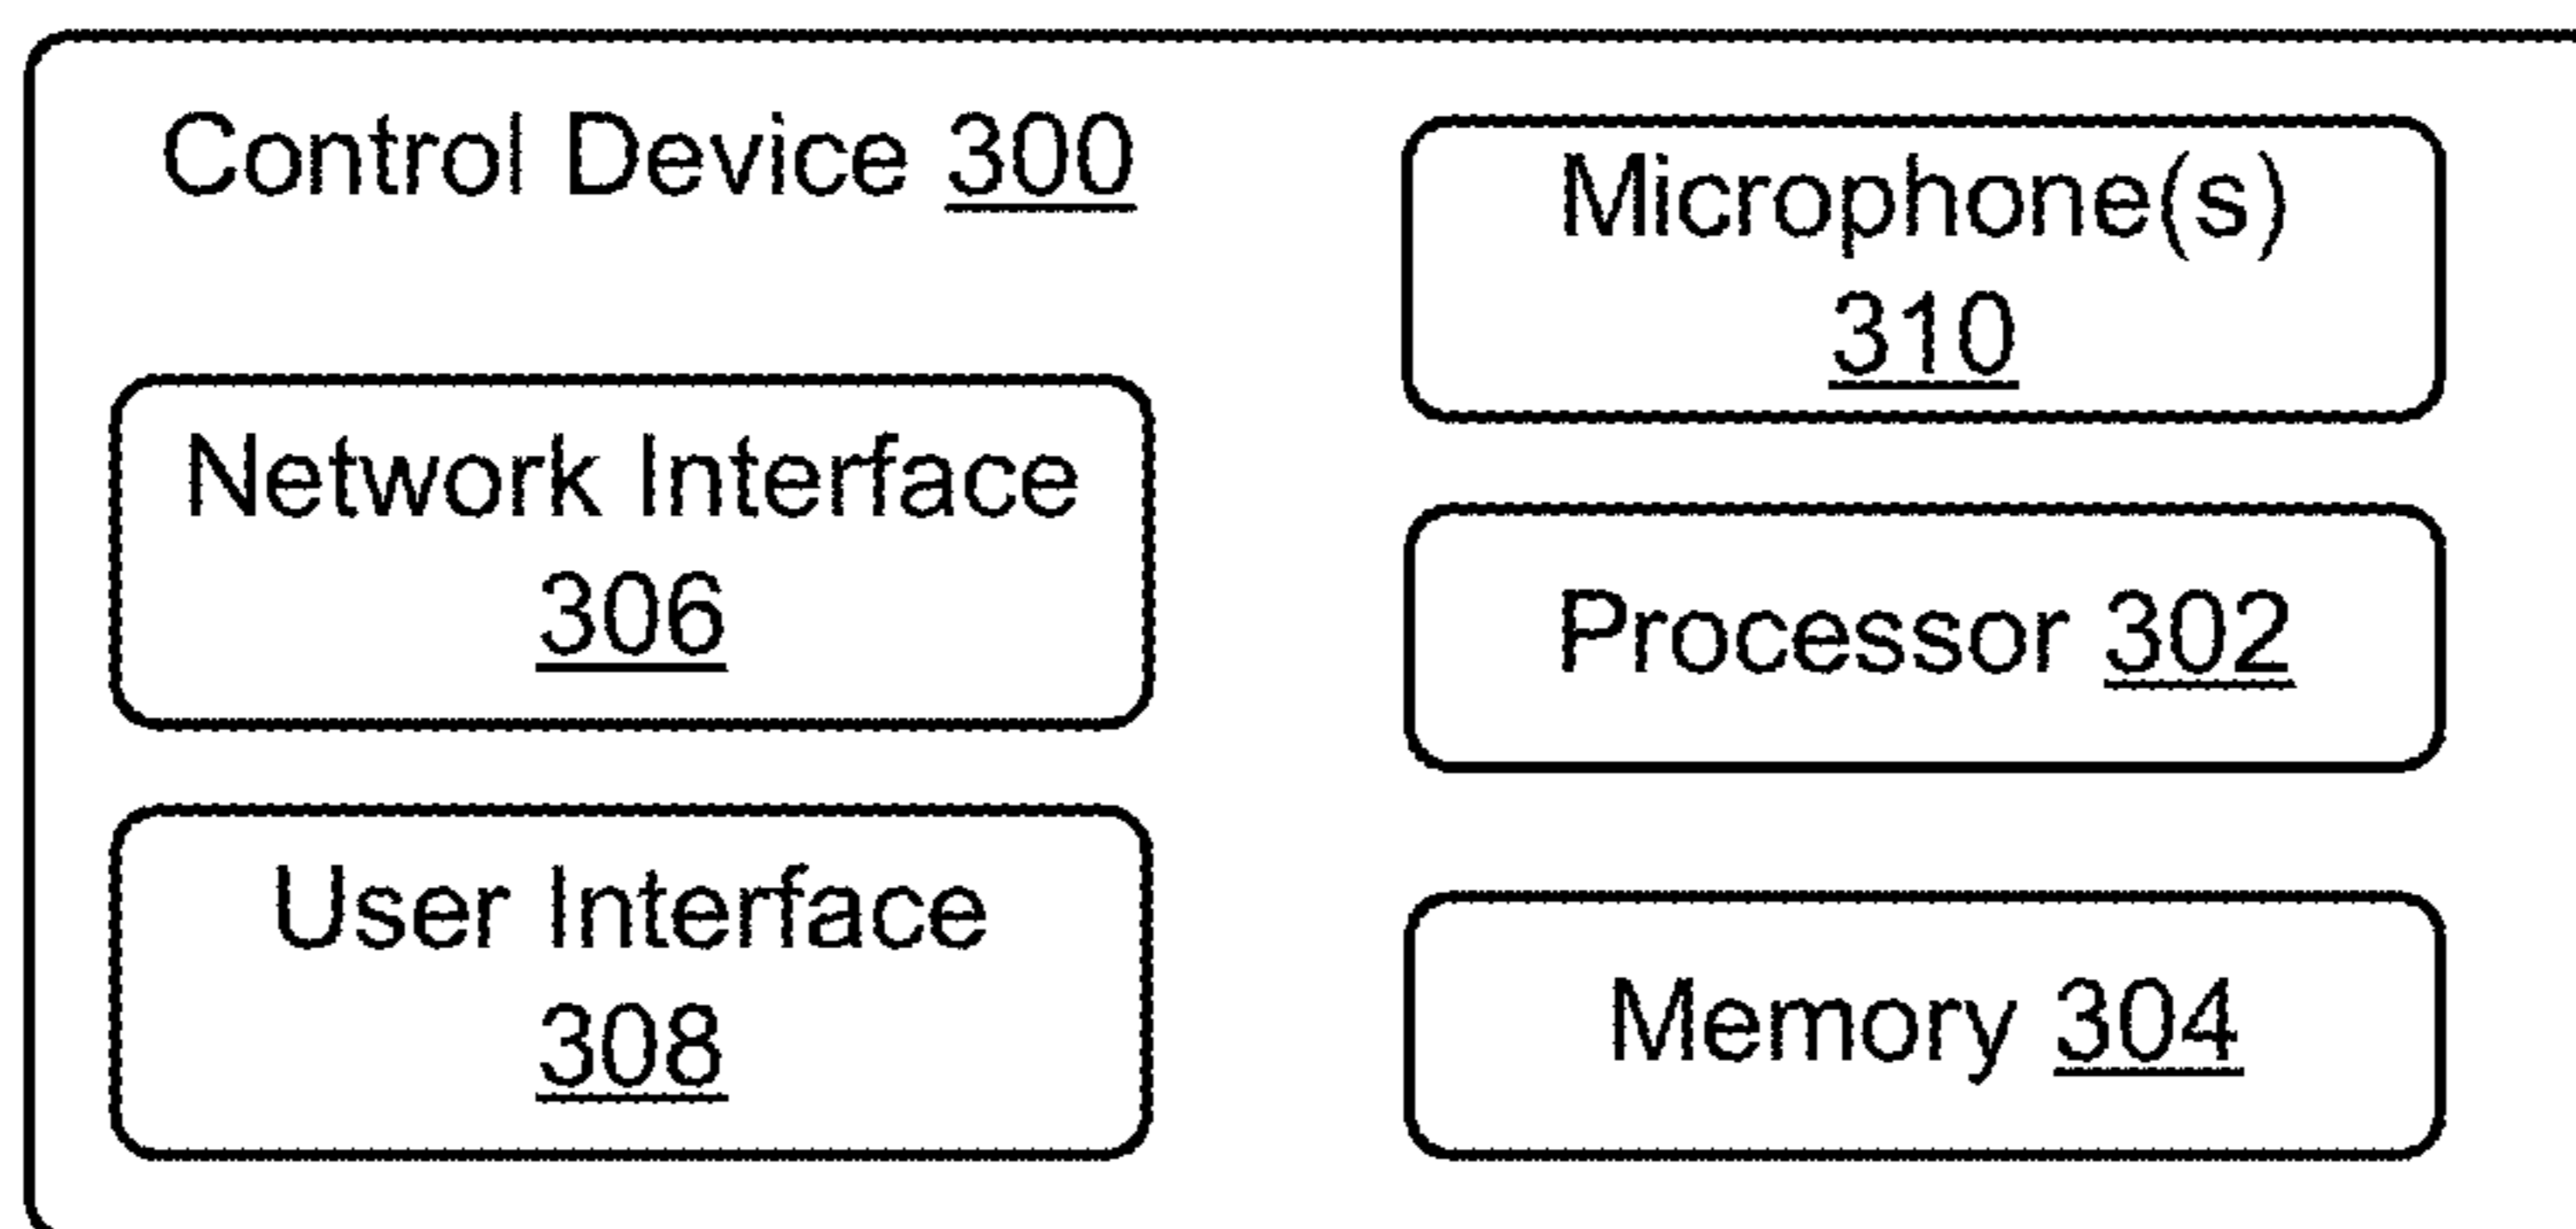 Control Device 300
Network Interface
306
User Interface
308
Microphone(s)
310
Processor 302
Memory 304